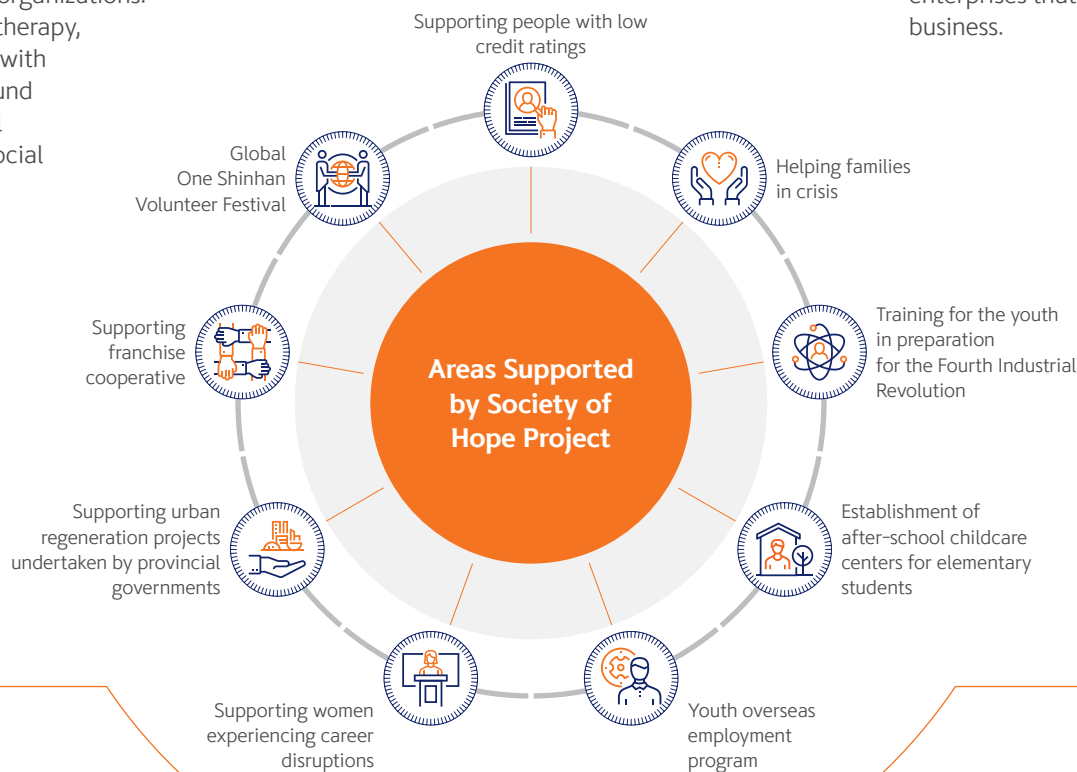 organizations.
therapy,
with
und
ocial
enterprises that
business.
Supporting people with low
credit ratings
Helping families
in crisis
Training for the youth
in preparation
for the Fourth Industrial
Revolution
Establishment of
after-school childcare
centers for elementary
students
Youth overseas
employment
program
Supporting women
experiencing career
disruptions
Supporting urban
regeneration projects
undertaken by provincial
governments
Supporting
franchise
cooperative
Global
One Shinhan
Volunteer Festival
Areas Supported
by Society of
Hope Project